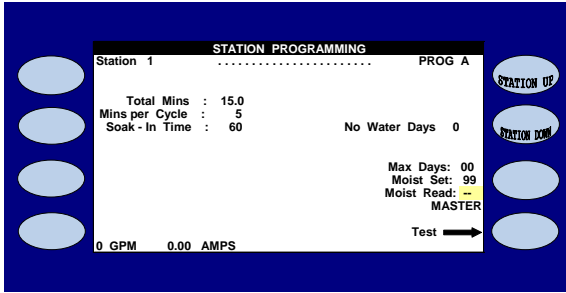 STATION PROGRAMMING
Station 1 ....................... PROG A
STATION UP
Total Mins : 15.0
Mins per Cycle : 5
Soak - In Time : 60 No Water Days 0
STATION DOWN
Max Days: 00
Moist Set: 99
Moist Read: --
MASTER
Test
0 GPM 0.00 AMPS